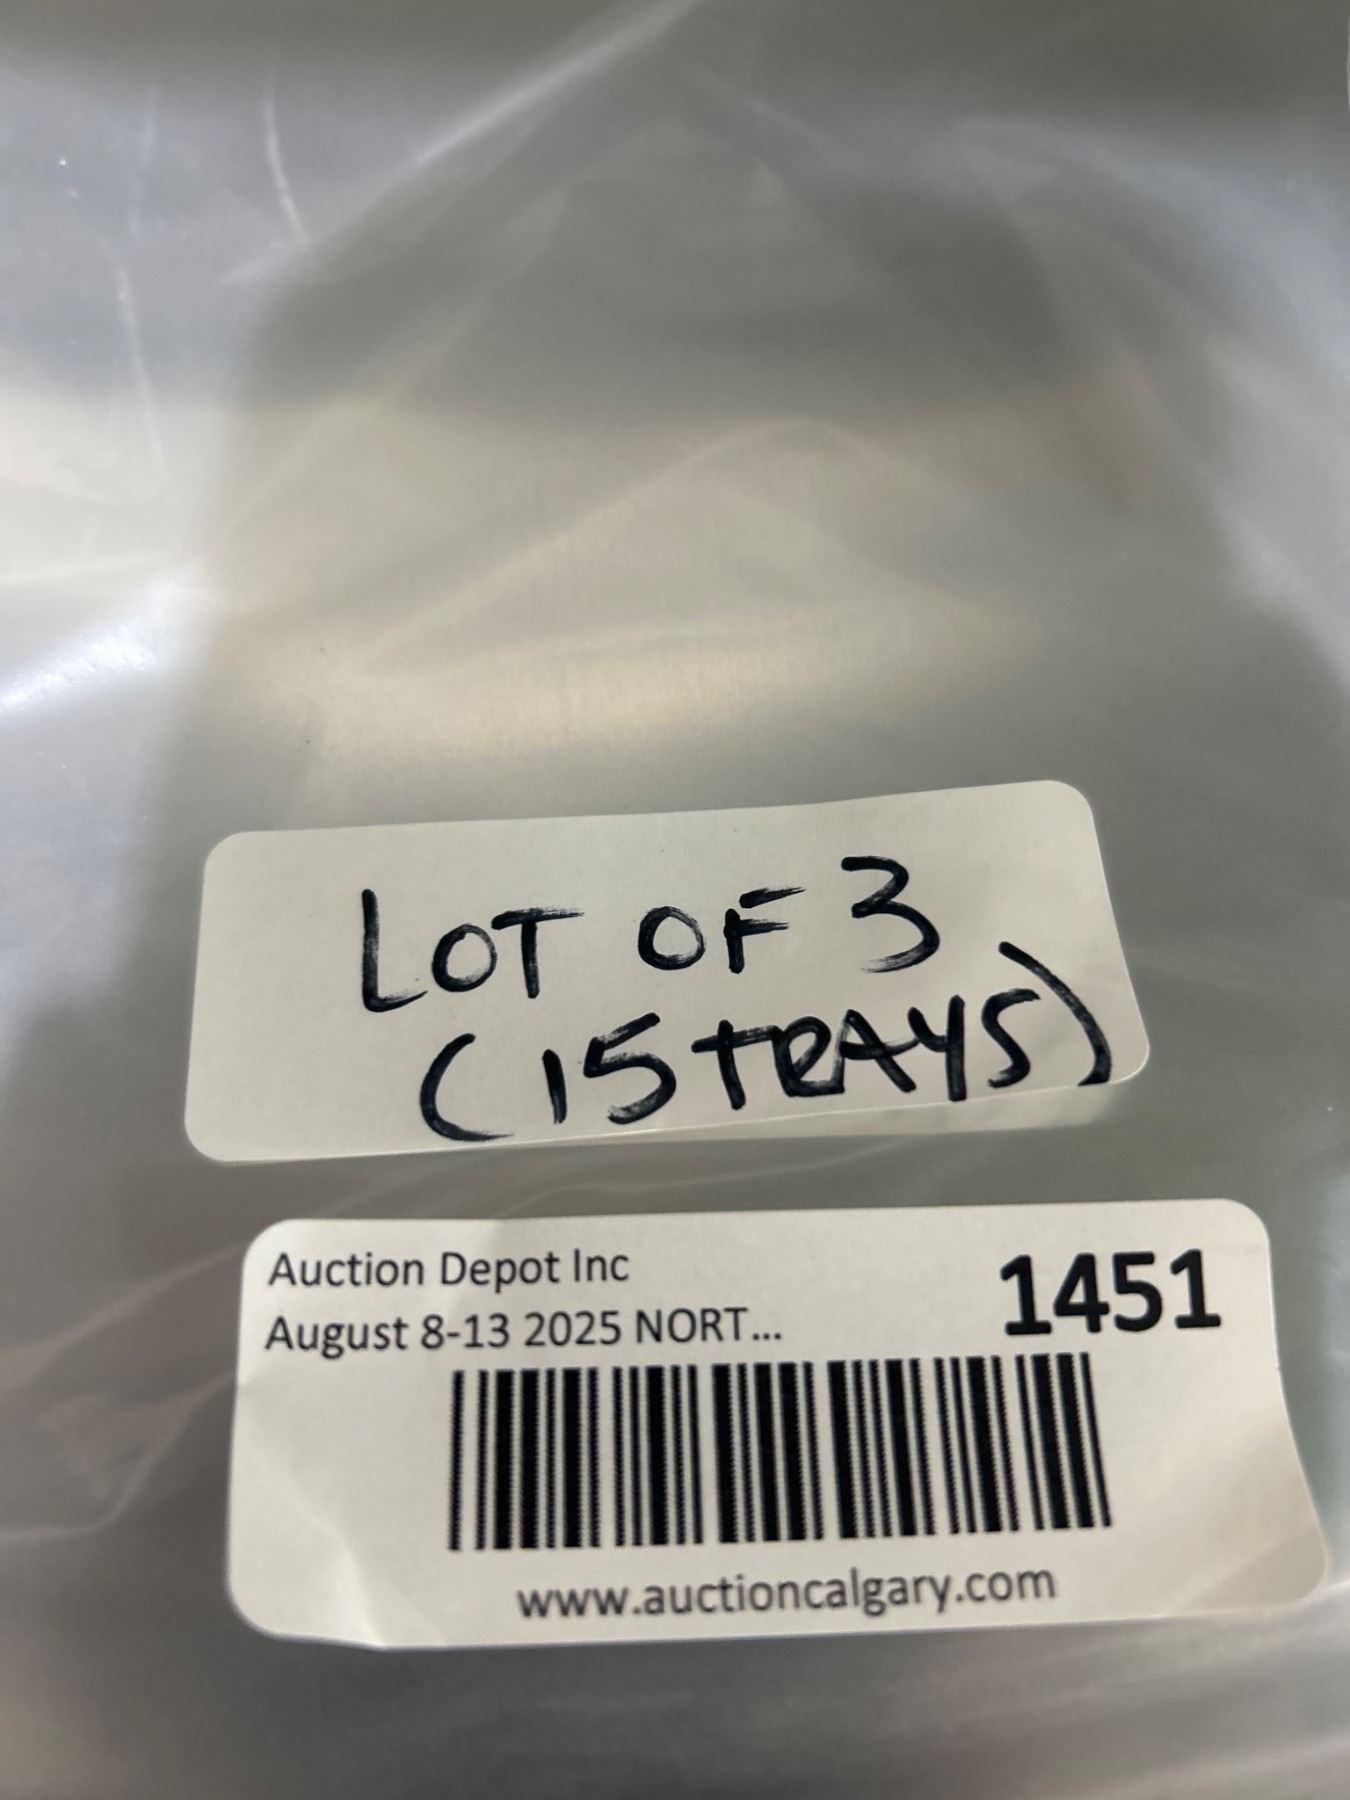 LOT OF 3
(15 TRAYS)
Auction Depot Inc
August 8-13 2025 NORT...
1451
www.auctioncalgary.com